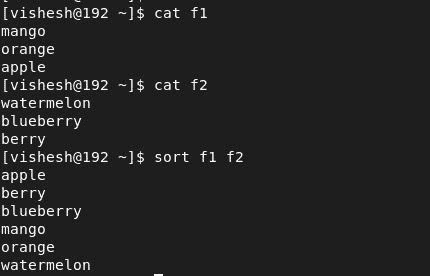 [vishesh@192 ~]$ cat f1
mango
orange
apple
[vishesh@192 ~]$ cat f2
watermelon
blueberry
berry
[vishesh@192 ~]$ sort f1 f2
apple
berry
blueberry
mango
orange
watermelon